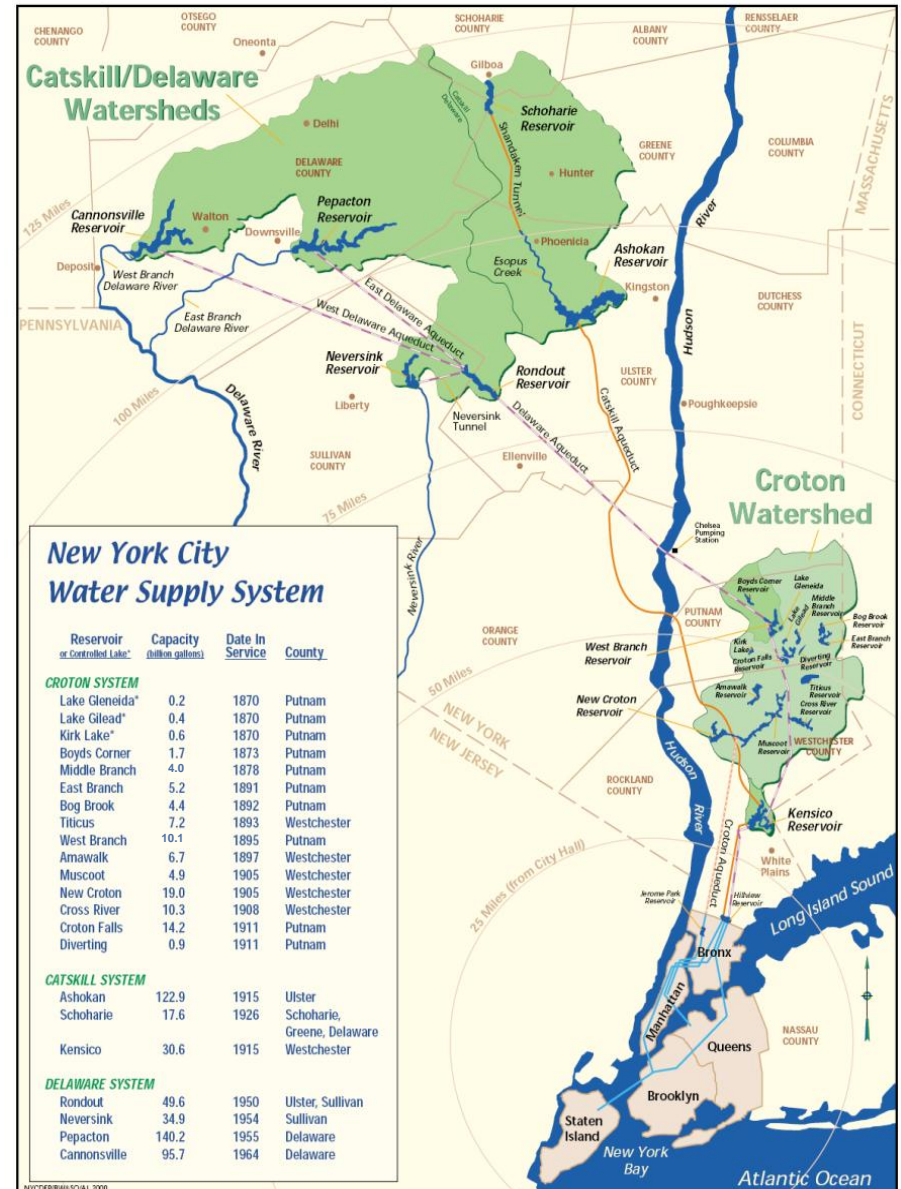 CHENANGO
COUNTY
OTSEGO
COUNTY
Oneonta
SCHOHARIE
COUNTY
ALBANY
COUNTY
RENSSELAER
COUNTY
Catskill/Delaware
Watersheds
Gilboa
Schoharie
Reservoir
Catskill
Delaware
Shandaken Tunnel
Delhi
DELAWARE
COUNTY
Hunter
GREENE
COUNTY
COLUMBIA
COUNTY
MASSACHUSETTS
125 Miles
Cannonsville
Reservoir
Walton
Pepacton
Reservoir
Downsville
Phoenicia
Esopus
Creek
Ashokan
Reservoir
Kingston
River
Deposit
West Branch
Delaware River
East Branch
Delaware River
East Delaware Aqueduct
West Delaware Aqueduct
PENNSYLVANIA
DUTCHESS
COUNTY
Hudson
CONNECTICUT
Neversink
Reservoir
Rondout
Reservoir
ULSTER
COUNTY
100 Miles
Liberty
Neversink
Tunnel
Catskill Aqueduct
Poughkeepsie
Delaware River
Delaware Aqueduct
SULLIVAN
COUNTY
Ellenville
75 Miles
Croton
Watershed
Chelsea
Pumping
Station
Neversink River
Boyds Corner
Reservoir
Lake
Gleneida
Lake
Gilead
Middle
Branch
Reservoir
Bog Brook
Reservoir
East Branch
Reservoir
PUTNAM
COUNTY
ORANGE
COUNTY
West Branch
Reservoir
Kirk
Lake
Croton Falls
Reservoir
Diverting
Reservoir
50 Miles
New Croton
Reservoir
Amawalk
Reservoir
Titicus
Reservoir
Cross River
Reservoir
Muscoot
Reservoir
WESTCHESTER
COUNTY
NEW YORK
NEW JERSEY
Hudson
River
ROCKLAND
COUNTY
Kensico
Reservoir
Croton Aqueduct
White
Plains
25 Miles (from City Hall)
Jerome Park
Reservoir
Hillview
Reservoir
Long Island Sound
Bronx
Manhattan
Queens
NASSAU
COUNTY
Brooklyn
Staten
Island
New York
Bay
Atlantic Ocean
New York City
Water Supply System
Reservoir Capacity Date In
or Controlled Lake* (billion gallons) Service County
CROTON SYSTEM
Lake Gleneida* 0.2 1870 Putnam
Lake Gilead* 0.4 1870 Putnam
Kirk Lake* 0.6 1870 Putnam
Boyds Corner 1.7 1873 Putnam
Middle Branch 4.0 1878 Putnam
East Branch 5.2 1891 Putnam
Bog Brook 4.4 1892 Putnam
Titicus 7.2 1893 Westchester
West Branch 10.1 1895 Putnam
Amawalk 6.7 1897 Westchester
Muscoot 4.9 1905 Westchester
New Croton 19.0 1905 Westchester
Cross River 10.3 1908 Westchester
Croton Falls 14.2 1911 Putnam
Diverting 0.9 1911 Putnam
CATSKILL SYSTEM
Ashokan 122.9 1915 Ulster
Schoharie 17.6 1926 Schoharie,
Greene, Delaware
Kensico 30.6 1915 Westchester
DELAWARE SYSTEM
Rondout 49.6 1950 Ulster, Sullivan
Neversink 34.9 1954 Sullivan
Pepacton 140.2 1955 Delaware
Cannonsville 95.7 1964 Delaware